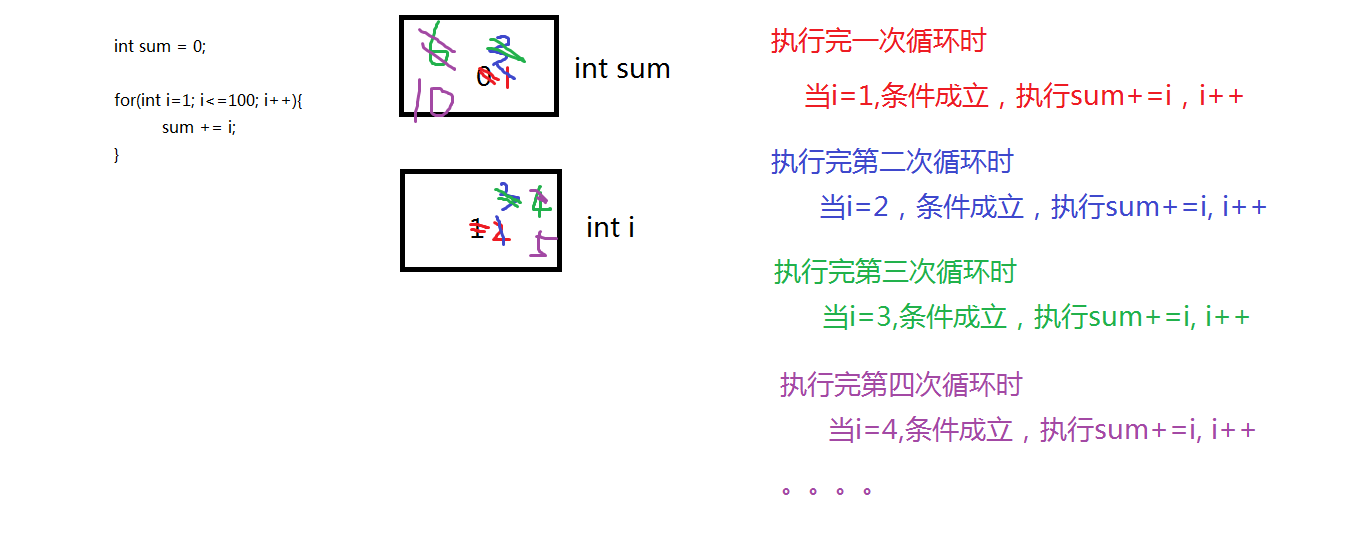 int sum = 0;
for(int i=1; i<=100; i++){
sum += i;
}
6 3
0 1
10
int sum
3 4
1 2
5
int i
执行完一次循环时
当i=1,条件成立，执行sum+=i，i++
执行完第二次循环时
当i=2，条件成立，执行sum+=i, i++
执行完第三次循环时
当i=3,条件成立，执行sum+=i, i++
执行完第四次循环时
当i=4,条件成立，执行sum+=i, i++
。。。。